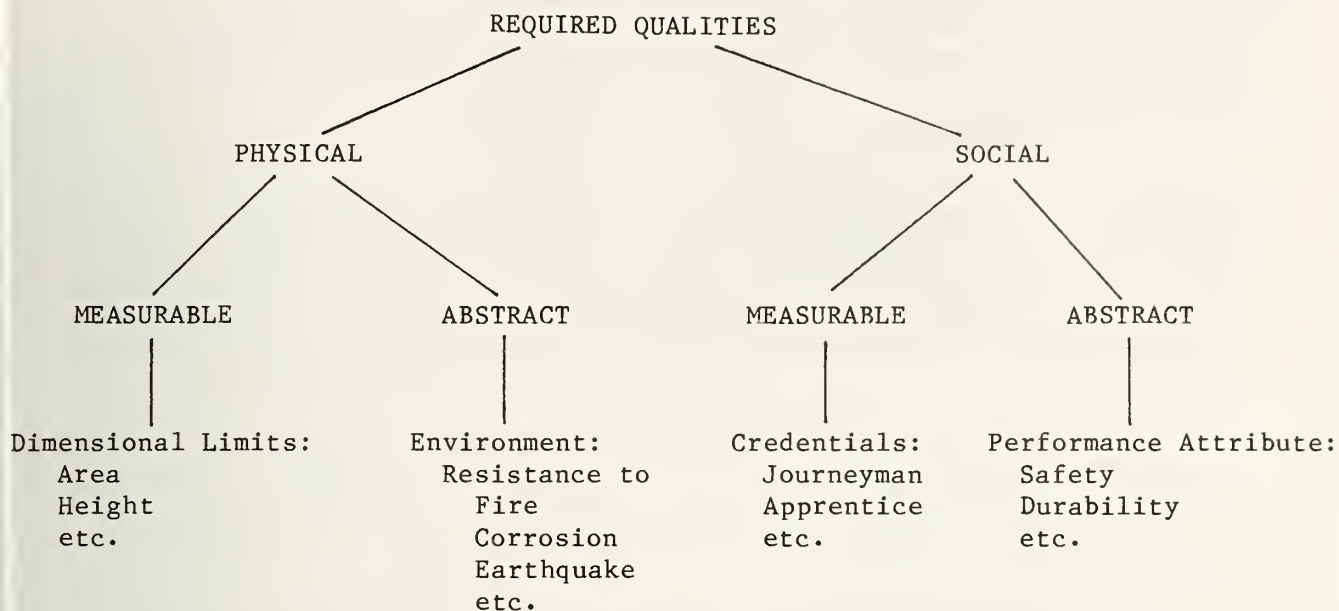 REQUIRED QUALITIES
PHYSICAL
SOCIAL
MEASURABLE
ABSTRACT
MEASURABLE
ABSTRACT
Dimensional Limits:
Area
Height
etc.
Environment:
Resistance to
Fire
Corrosion
Earthquake
etc.
Credentials:
Journeyman
Apprentice
etc.
Performance Attribute:
Safety
Durability
etc.